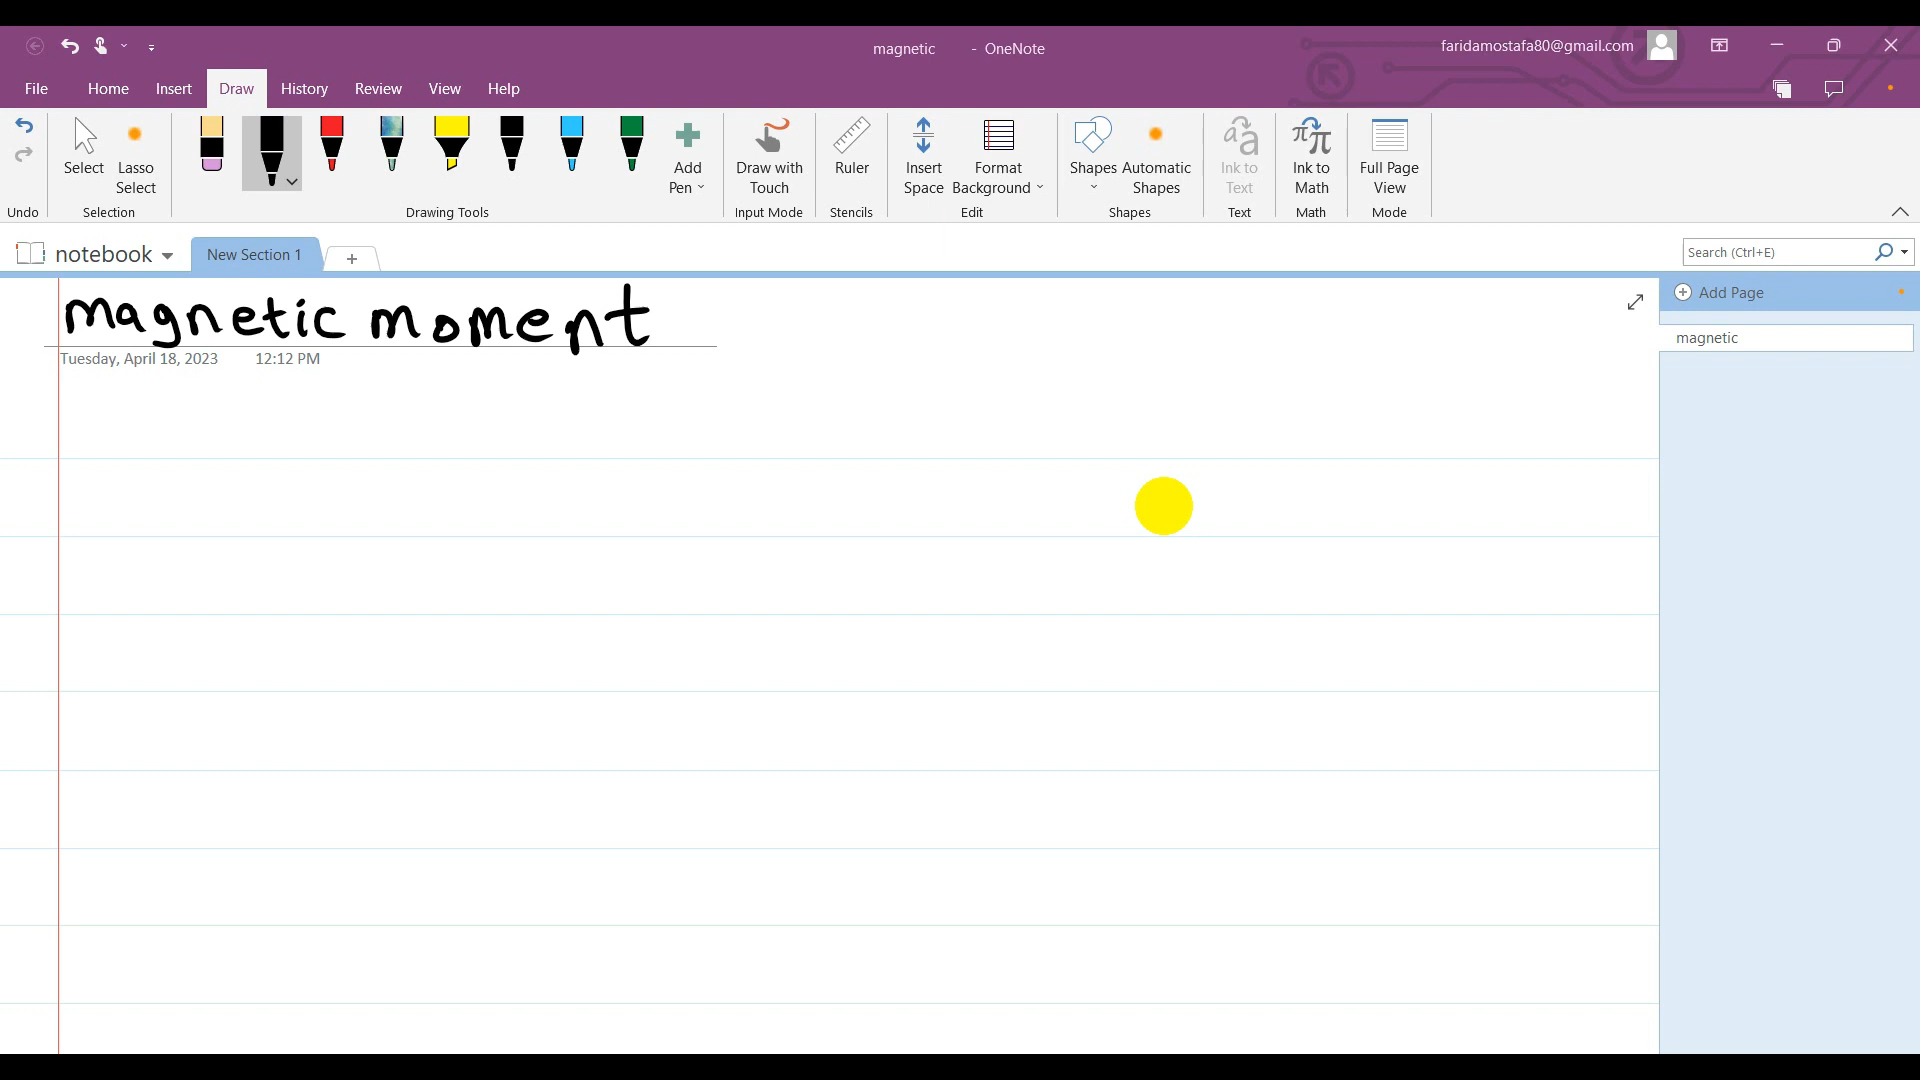 magnetic - OneNote
faridamostafa80@gmail.com
File Home Insert Draw History Review View Help
Select
Lasso Select
Add Pen
Draw with Touch
Ruler
Insert Space
Format Background
Shapes
Automatic Shapes
Ink to Text
Ink to Math
Full Page View
Undo Selection Drawing Tools Input Mode Stencils Edit Shapes Text Math Mode
notebook New Section 1 +
Search (Ctrl+E)
magnetic moment
Tuesday, April 18, 2023 12:12 PM
Add Page
magnetic